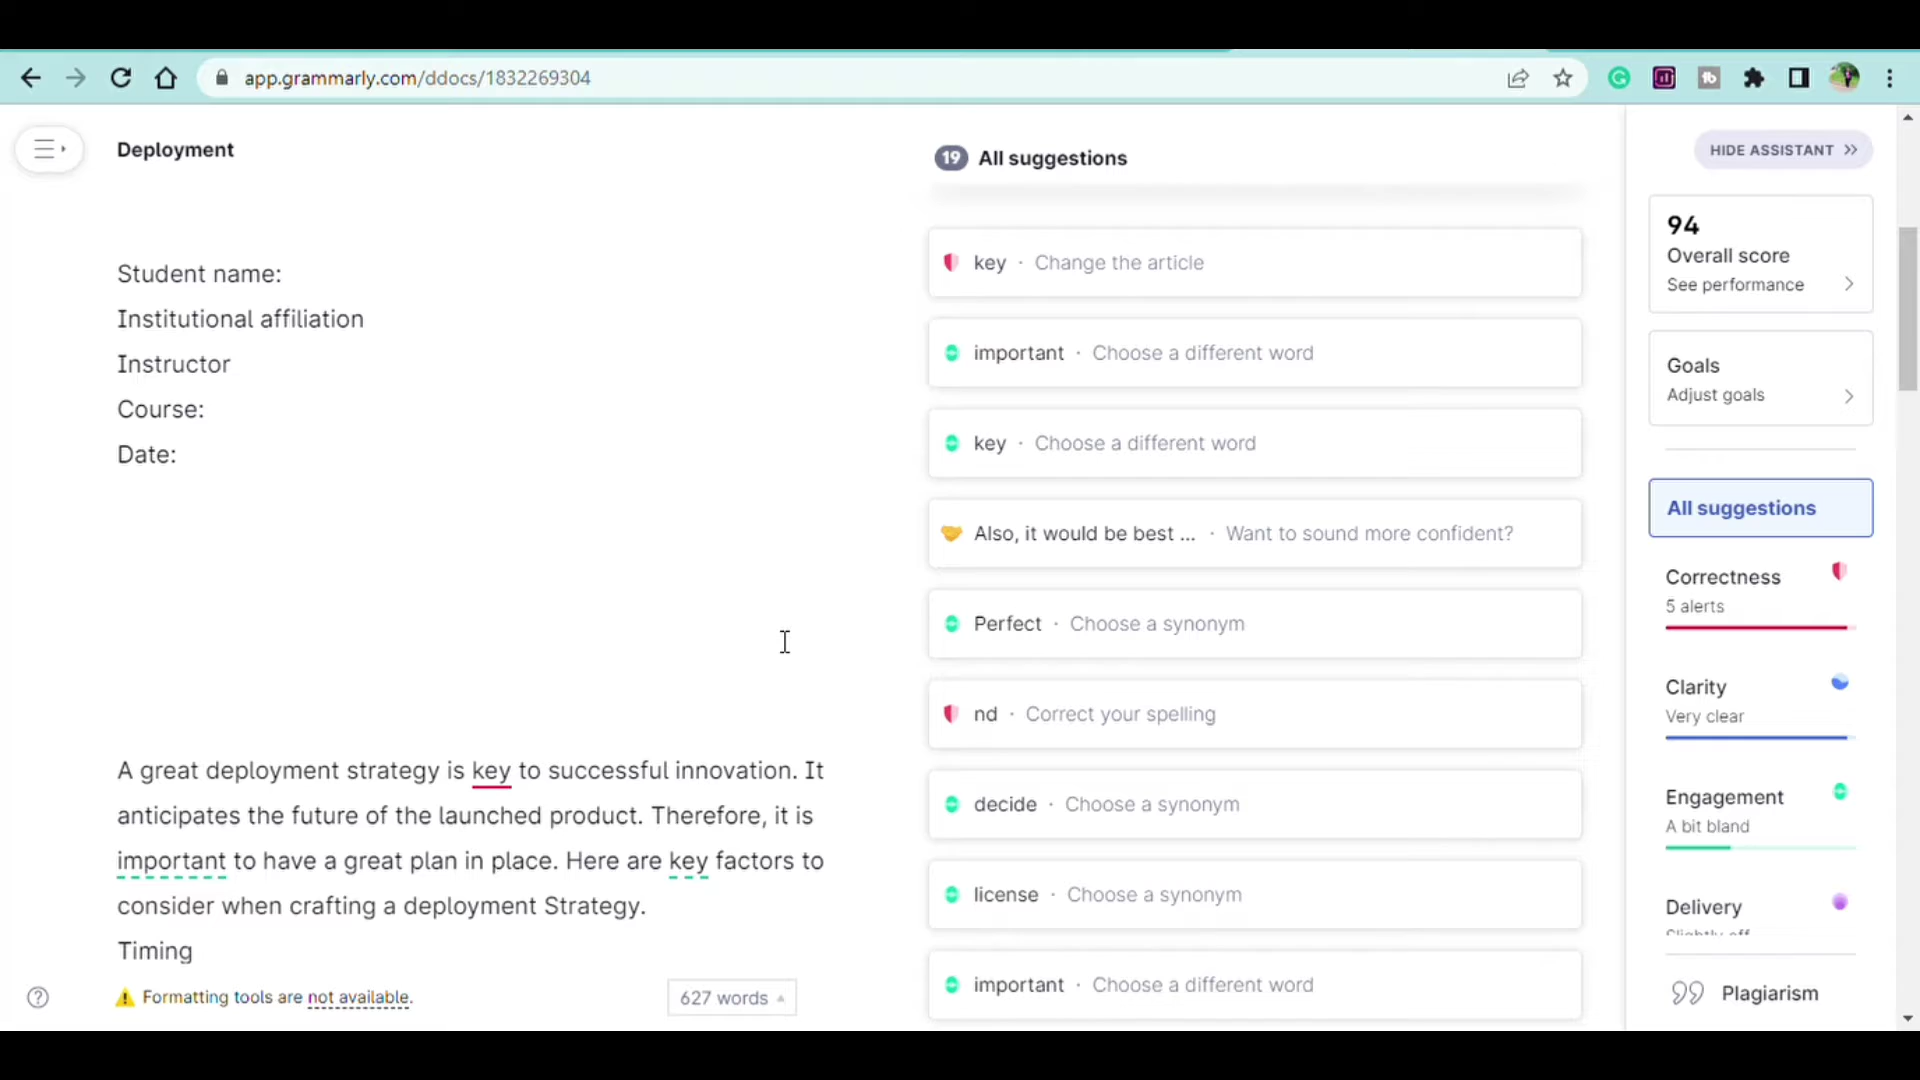 app.grammarly.com/ddocs/1832269304
Deployment
Student name:
Institutional affiliation
Instructor
Course:
Date:
A great deployment strategy is key to successful innovation. It
anticipates the future of the launched product. Therefore, it is
important to have a great plan in place. Here are key factors to
consider when crafting a deployment Strategy.
Timing
Formatting tools are not available.
627 words
19 All suggestions
key · Change the article
important · Choose a different word
key · Choose a different word
Also, it would be best ... · Want to sound more confident?
Perfect · Choose a synonym
nd · Correct your spelling
decide · Choose a synonym
license · Choose a synonym
important · Choose a different word
HIDE ASSISTANT
94
Overall score
See performance
Goals
Adjust goals
All suggestions
Correctness
5 alerts
Clarity
Very clear
Engagement
A bit bland
Delivery
Slightly off
Plagiarism